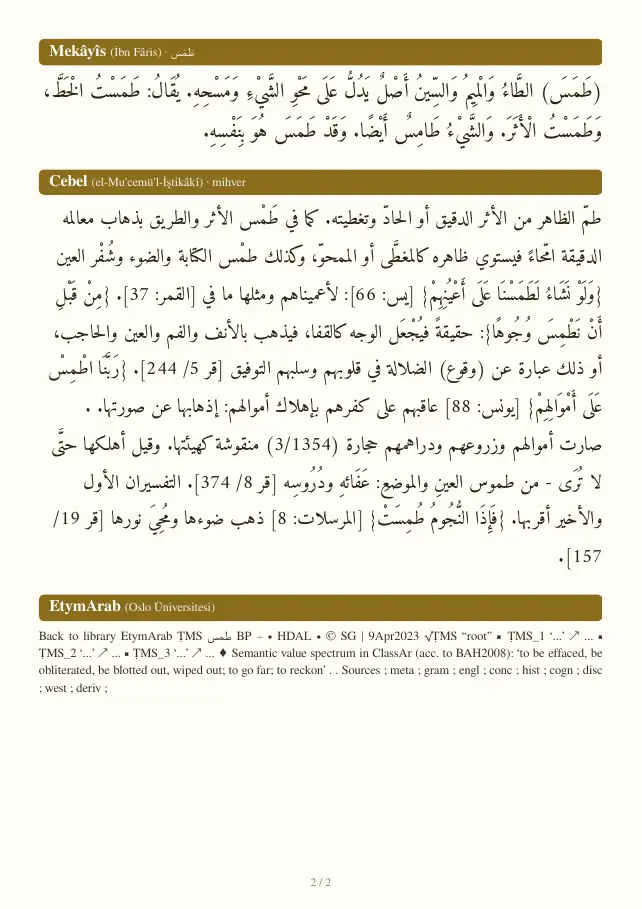 Mekâyîs (İbn Fâris) · طَمَسَ
(طَمَسَ) الطَّاءُ وَالْمِيمُ وَالسِّينُ أَصْلٌ يَدُلُّ عَلَى مَحْوِ الشَّيْءِ وَمَسْحِهِ. يُقَالُ: طَمَسْتُ الْخَطَّ،
وَطَمَسْتُ الْأَثَرَ. وَالشَّيْءُ طَامِسٌ أَيْضًا. وَقَدْ طَمَسَ هُوَ بِنَفْسِهِ.
Cebel (el-Mu'cemü'l-İştikâkî) · mihver
طمّ الظاهر من الأثر الدقيق أو الحادّ وتغطيته. كما في طَمْس الأثر والطريق بذهاب معالمه
الدقيقة امّحاءً فيستوي ظاهره كالمغطَّى أو الممحوّ، وكذلك طمْس الكتابة والضوء وشُفْر العين
{وَلَوْ نَشَاءُ لَطَمَسْنَا عَلَى أَعْيُنِهِمْ} [يس: 66]: لأعميناهم ومثلها ما في [القمر: 37]. {مِنْ قَبْلِ
أَنْ نَطْمِسَ وُجُوهًا}: حقيقةً فيُجْعَل الوجه كالقفا، فيذهب بالأنف والفم والعين والحاجب،
أو ذلك عبارة عن (وقوع) الضلالة في قلوبهم وسلبهم التوفيق [قر 5/ 244]. {رَبَّنَا اطْمِسْ
عَلَى أَمْوَالِهِمْ} [يونس: 88] عاقبهم على كفرهم بإهلاك أموالهم: إذهابها عن صورتها. .
صارت أموالهم وزروعهم ودراهمهم حجارة (3/1354) منقوشة كهيئتها. وقيل أهلكها حتَّى
لا تُرَى - من طموس العينِ والموضعِ: عَفَائهِ ودُرُوسِه [قر 8/ 374]. التفسيران الأول
والأخير أقربها. {فَإِذَا النُّجُومُ طُمِسَتْ} [المرسلات: 8] ذهب ضوءها ومُحِيَ نورها [قر 19/
157].
EtymArab (Oslo Üniversitesi)
Back to library EtymArab ṬMS طمس BP – • HDAL • © SG | 9Apr2023 √ṬMS “root” ▪ ṬMS_1 ‘...’ ↗ ... ▪
ṬMS_2 ‘...’ ↗ ... ▪ ṬMS_3 ‘...’ ↗ ... ♦ Semantic value spectrum in ClassAr (acc. to BAH2008): ‘to be effaced, be
obliterated, be blotted out, wiped out; to go far; to reckon’ . . Sources ; meta ; gram ; engl ; conc ; hist ; cogn ; disc
; west ; deriv ;
2 / 2